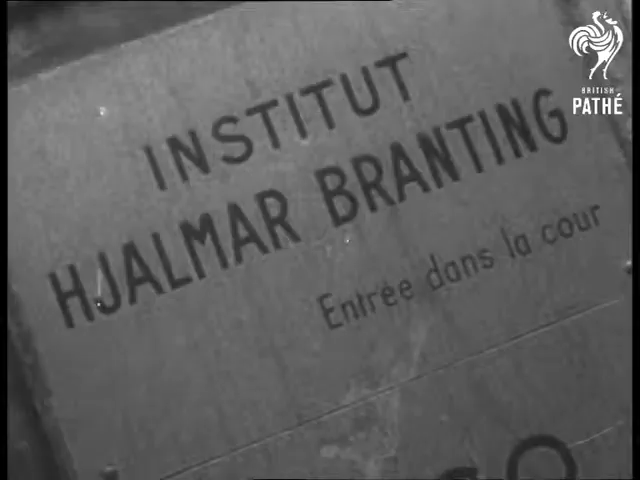 INSTITUT
HJALMAR BRANTING
Entrée dans la cour
BRITISH
PATHÉ